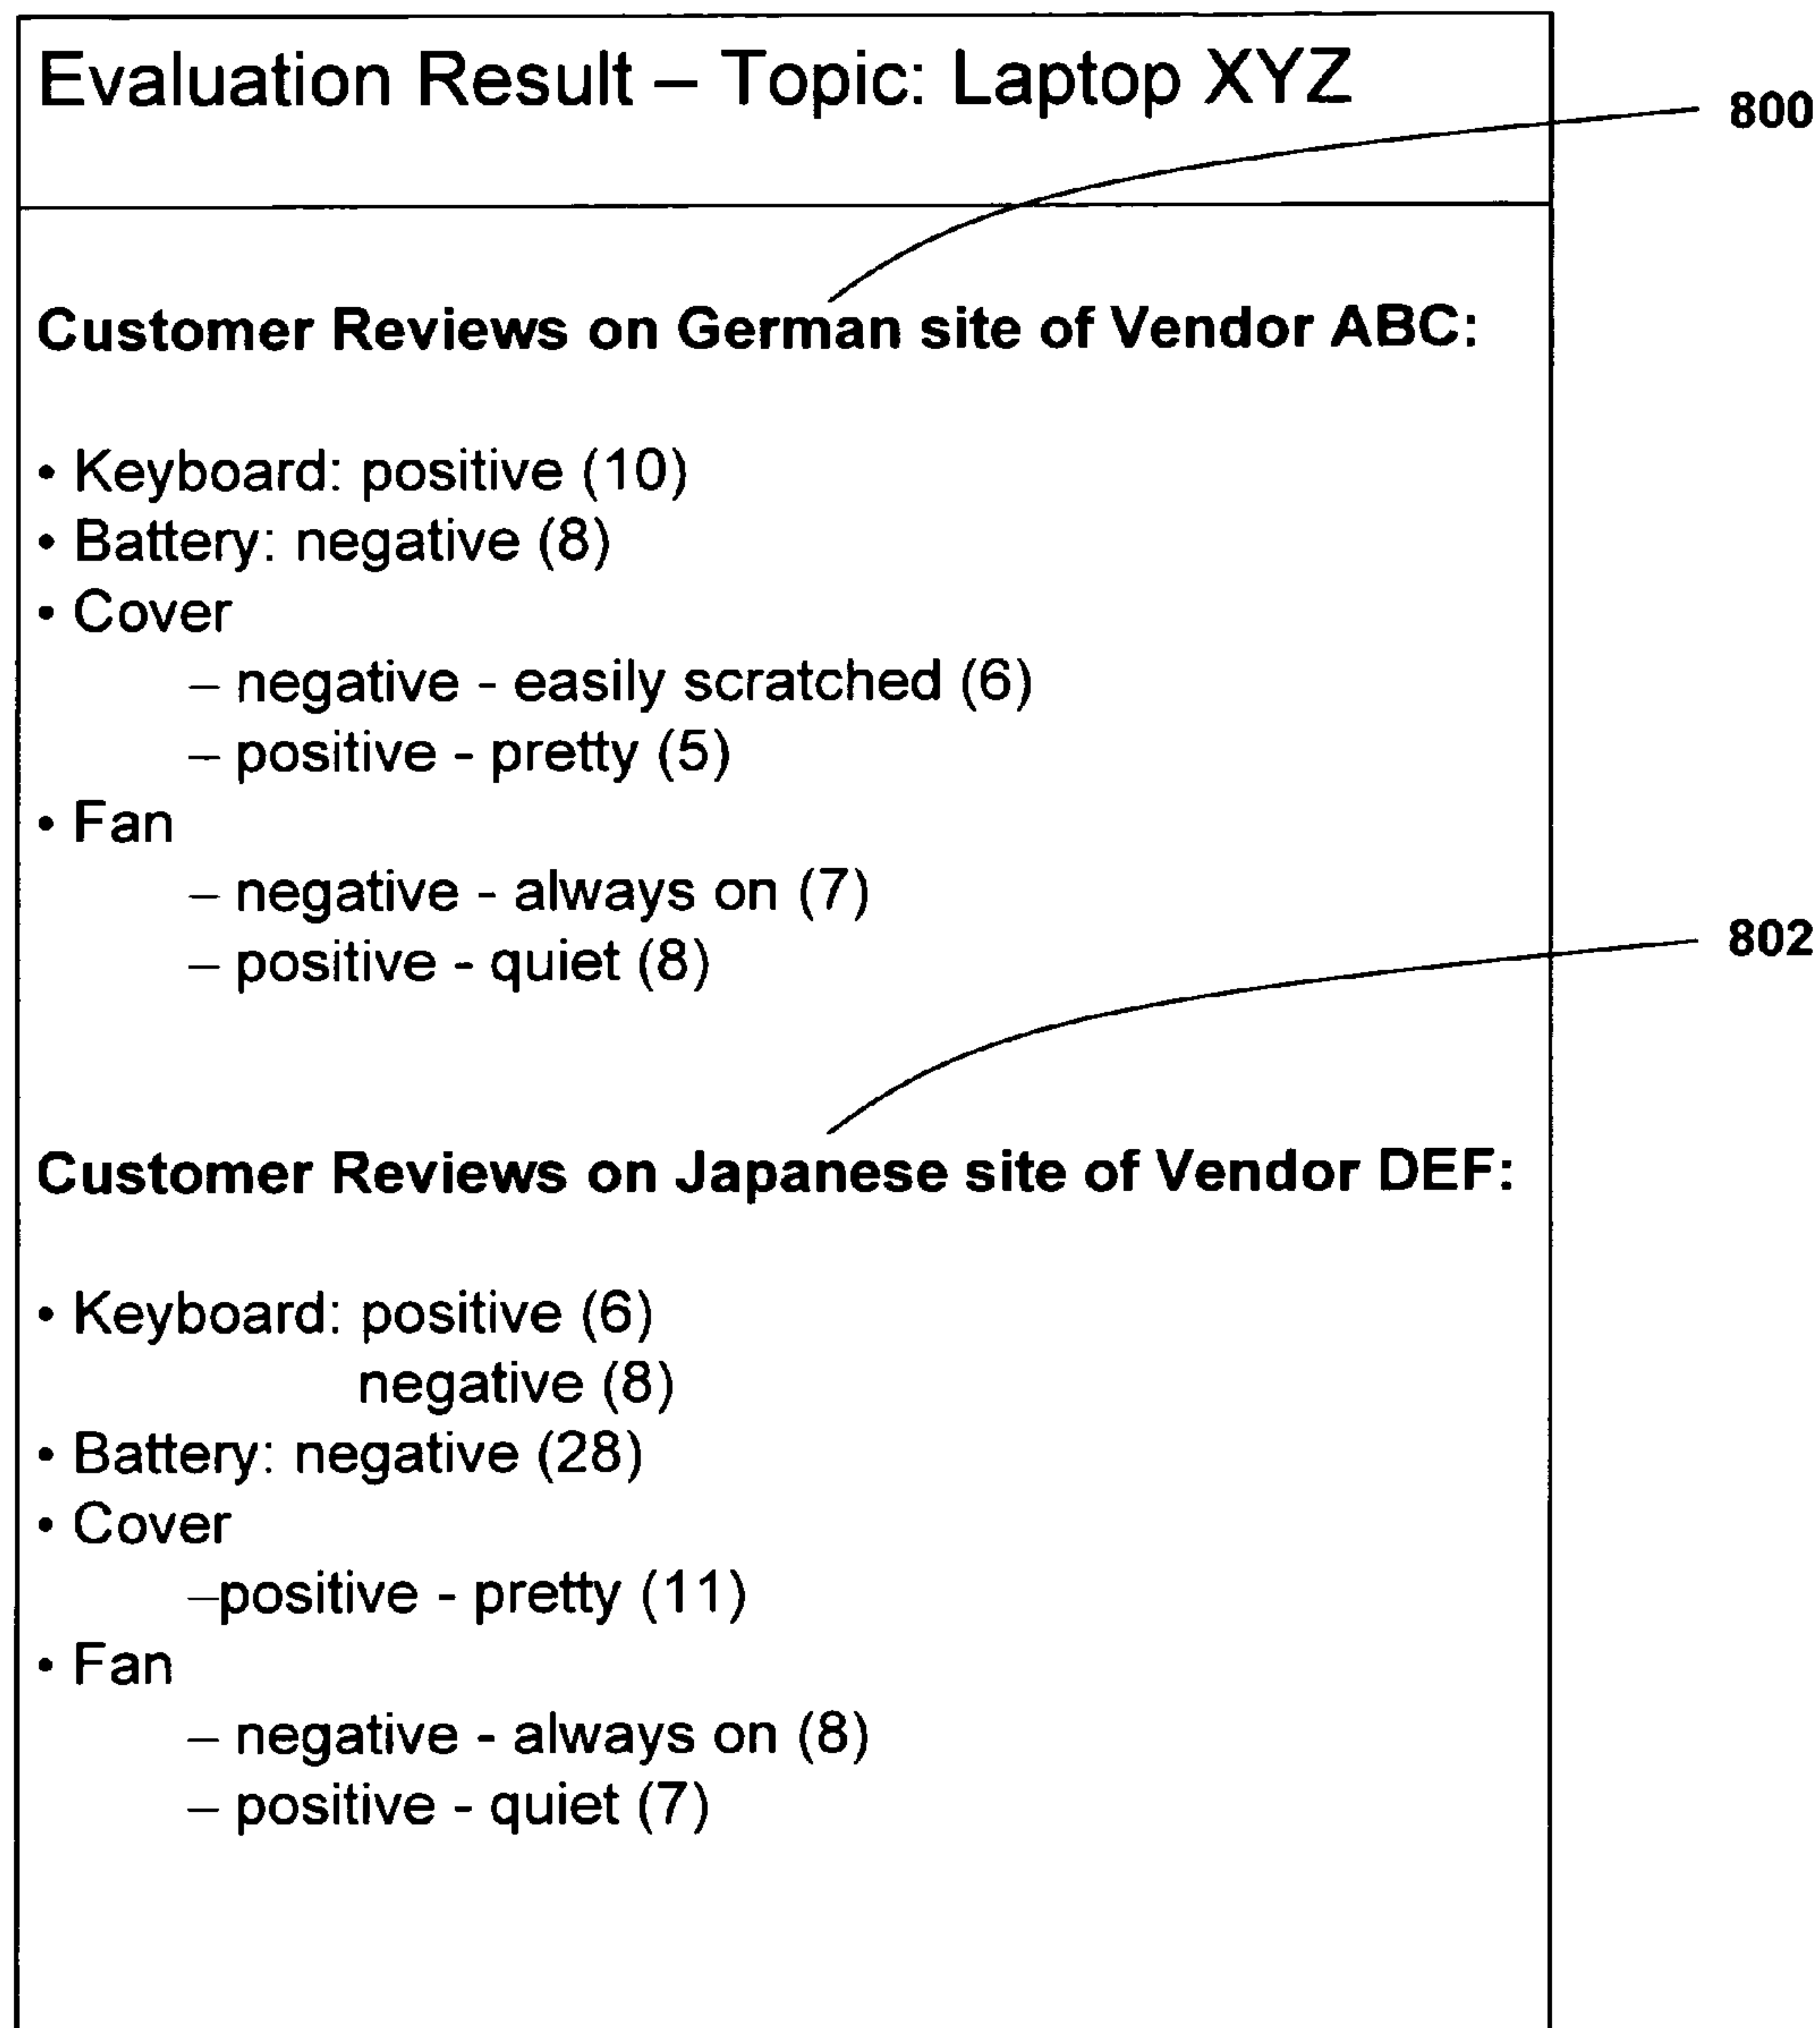 Evaluation Result – Topic: Laptop XYZ
800
Customer Reviews on German site of Vendor ABC:
• Keyboard: positive (10)
• Battery: negative (8)
• Cover
– negative - easily scratched (6)
– positive - pretty (5)
• Fan
– negative - always on (7)
– positive - quiet (8)
802
Customer Reviews on Japanese site of Vendor DEF:
• Keyboard: positive (6)
negative (8)
• Battery: negative (28)
• Cover
–positive - pretty (11)
• Fan
– negative - always on (8)
– positive - quiet (7)